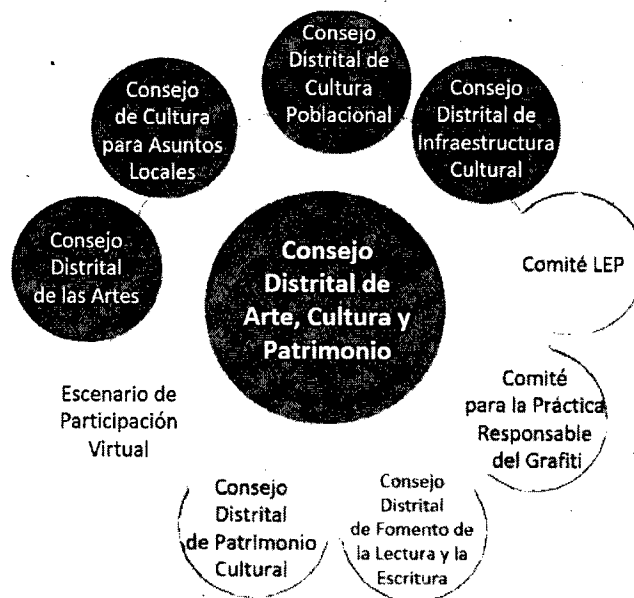 Consejo
Distrital de
Cultura
Poblacional
Consejo
de Cultura
para Asuntos
Locales
Consejo
Distrital de
Infraestructura
Cultural
Consejo
Distrital
de las Artes
Consejo
Distrital de
Arte, Cultura y
Patrimonio
Comité LEP
Escenario de
Participación
Virtual
Comité
para la Práctica
Responsable
del Grafiti
Consejo
Distrital
de Patrimonio
Cultural
Consejo
Distrital
de Fomento de
la Lectura y la
Escritura